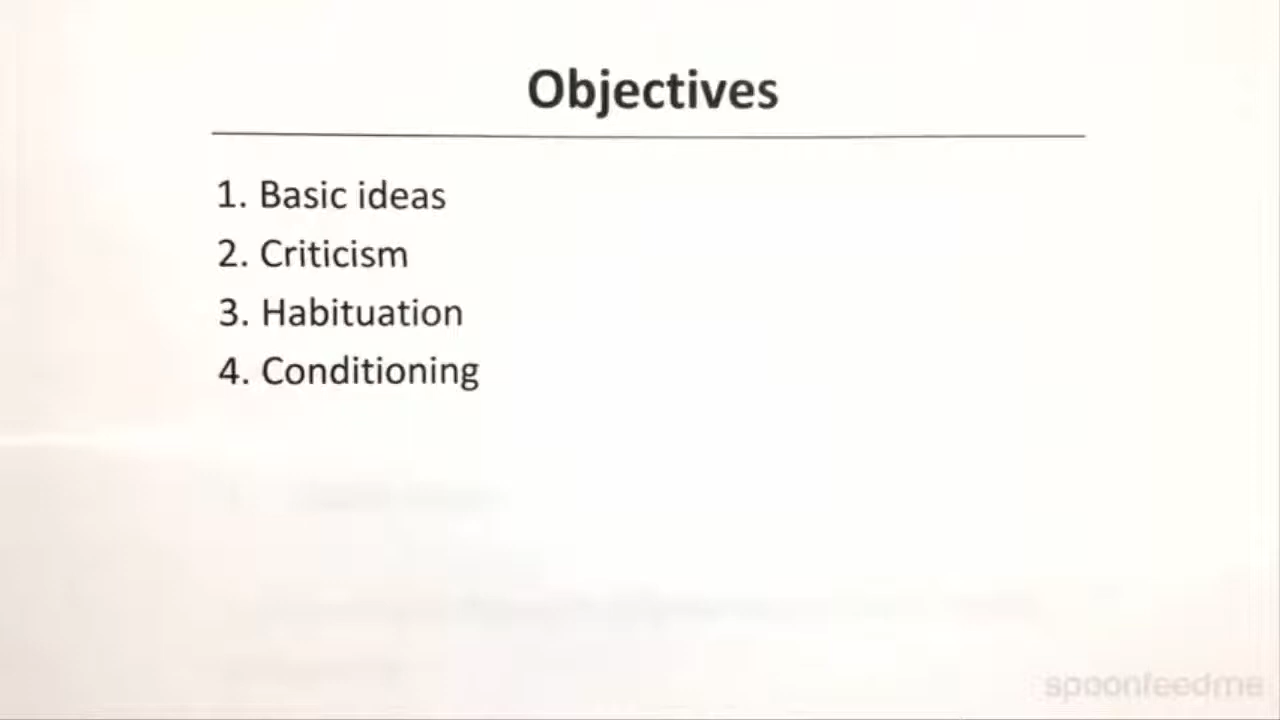 Objectives
1. Basic ideas
2. Criticism
3. Habituation
4. Conditioning
spoonfeedme